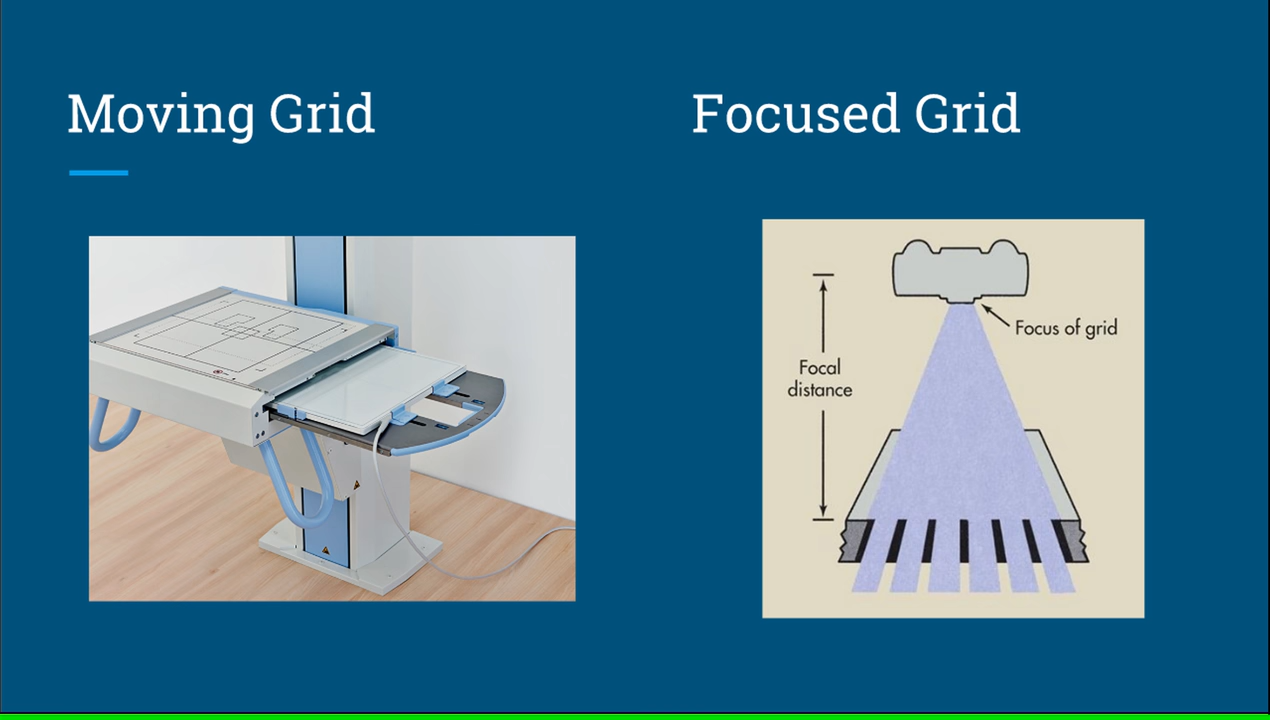 Moving Grid
Focused Grid
Focus of grid
Focal
distance